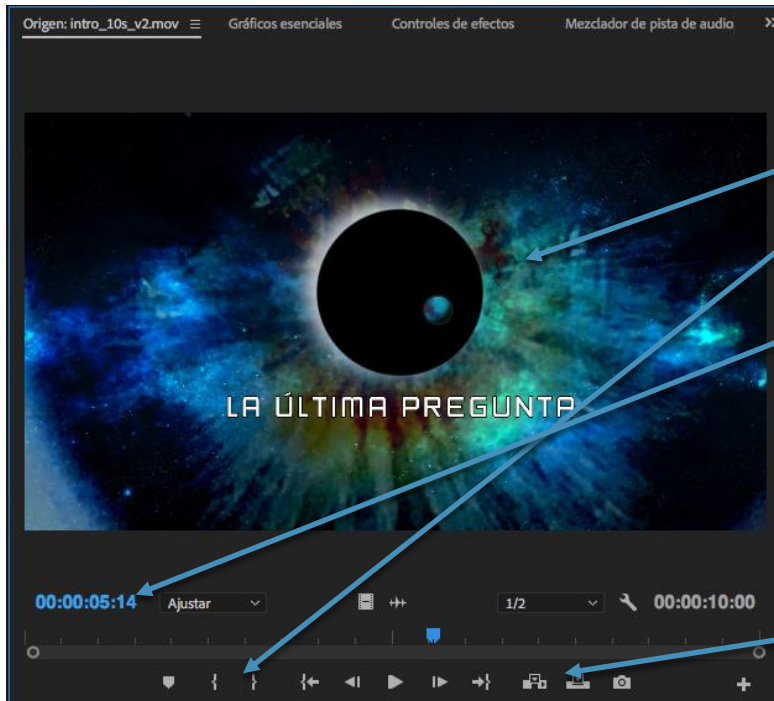 Origen: intro_10s_v2.mov Gráficos esenciales Controles de efectos Mezclador de pista de audio
LA ÚLTIMA PREGUNTA
00:00:05:14 Ajustar 1/2 00:00:10:00